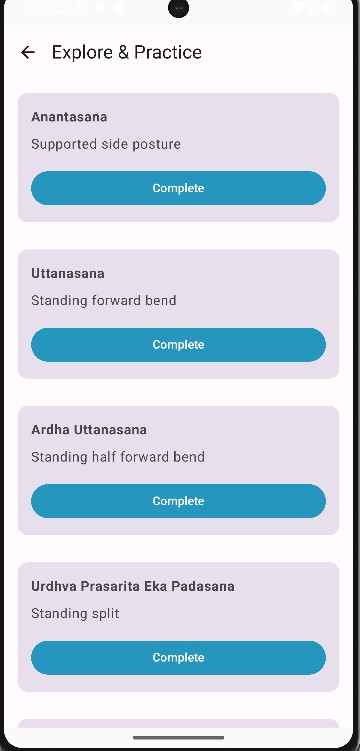 Explore & Practice
Anantasana
Supported side posture
Complete
Uttanasana
Standing forward bend
Complete
Ardha Uttanasana
Standing half forward bend
Complete
Urdhva Prasarita Eka Padasana
Standing split
Complete